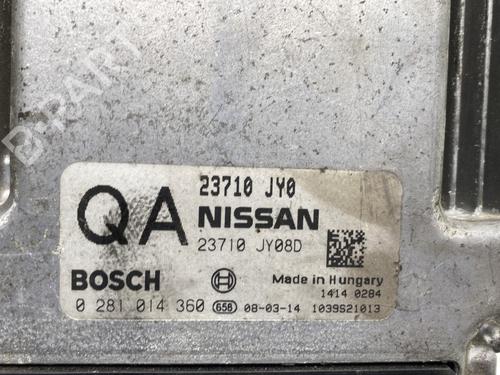 B-PART
QA
23710 JY0
NISSAN
23710 JY08D
BOSCH
Made in Hungary
1414 0284
0 281 014 360 656 08-03-14 1039S21013